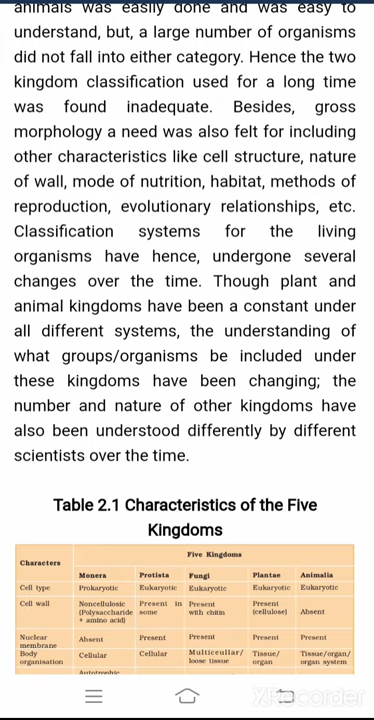 animals was easily done and was easy to
understand, but, a large number of organisms
did not fall into either category. Hence the two
kingdom classification used for a long time
was found inadequate. Besides, gross
morphology a need was also felt for including
other characteristics like cell structure, nature
of wall, mode of nutrition, habitat, methods of
reproduction, evolutionary relationships, etc.
Classification systems for the living
organisms have hence, undergone several
changes over the time. Though plant and
animal kingdoms have been a constant under
all different systems, the understanding of
what groups/organisms be included under
these kingdoms have been changing; the
number and nature of other kingdoms have
also been understood differently by different
scientists over the time.
Table 2.1 Characteristics of the Five
Kingdoms
Characters
Five Kingdoms
Monera Protista Fungi Plantae Animalia
Cell type Prokaryotic Eukaryotic Eukaryotic Eukaryotic Eukaryotic
Cell wall Noncellulosic Present in Present Present Absent
(Polysaccharide some with chitin (cellulose)
+ amino acid)
Nuclear Absent Present Present Present Present
membrane
Body Cellular Cellular Multiceullar/ Tissue/ Tissue/organ/
organisation loose tissue organ organ system
Autotrophic
XRecorder